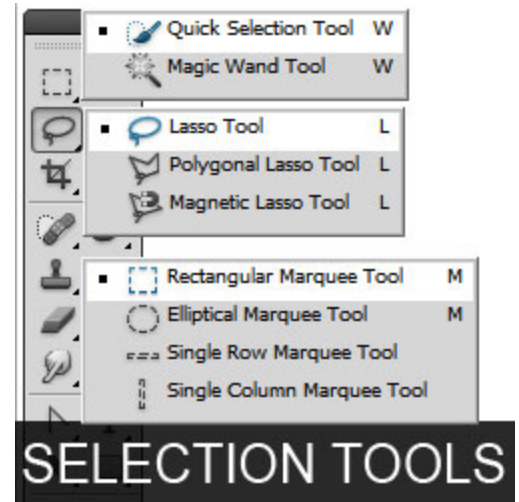 Quick Selection Tool W
Magic Wand Tool W
Lasso Tool L
Polygonal Lasso Tool L
Magnetic Lasso Tool L
Rectangular Marquee Tool M
Elliptical Marquee Tool M
Single Row Marquee Tool
Single Column Marquee Tool
SELECTION TOOLS